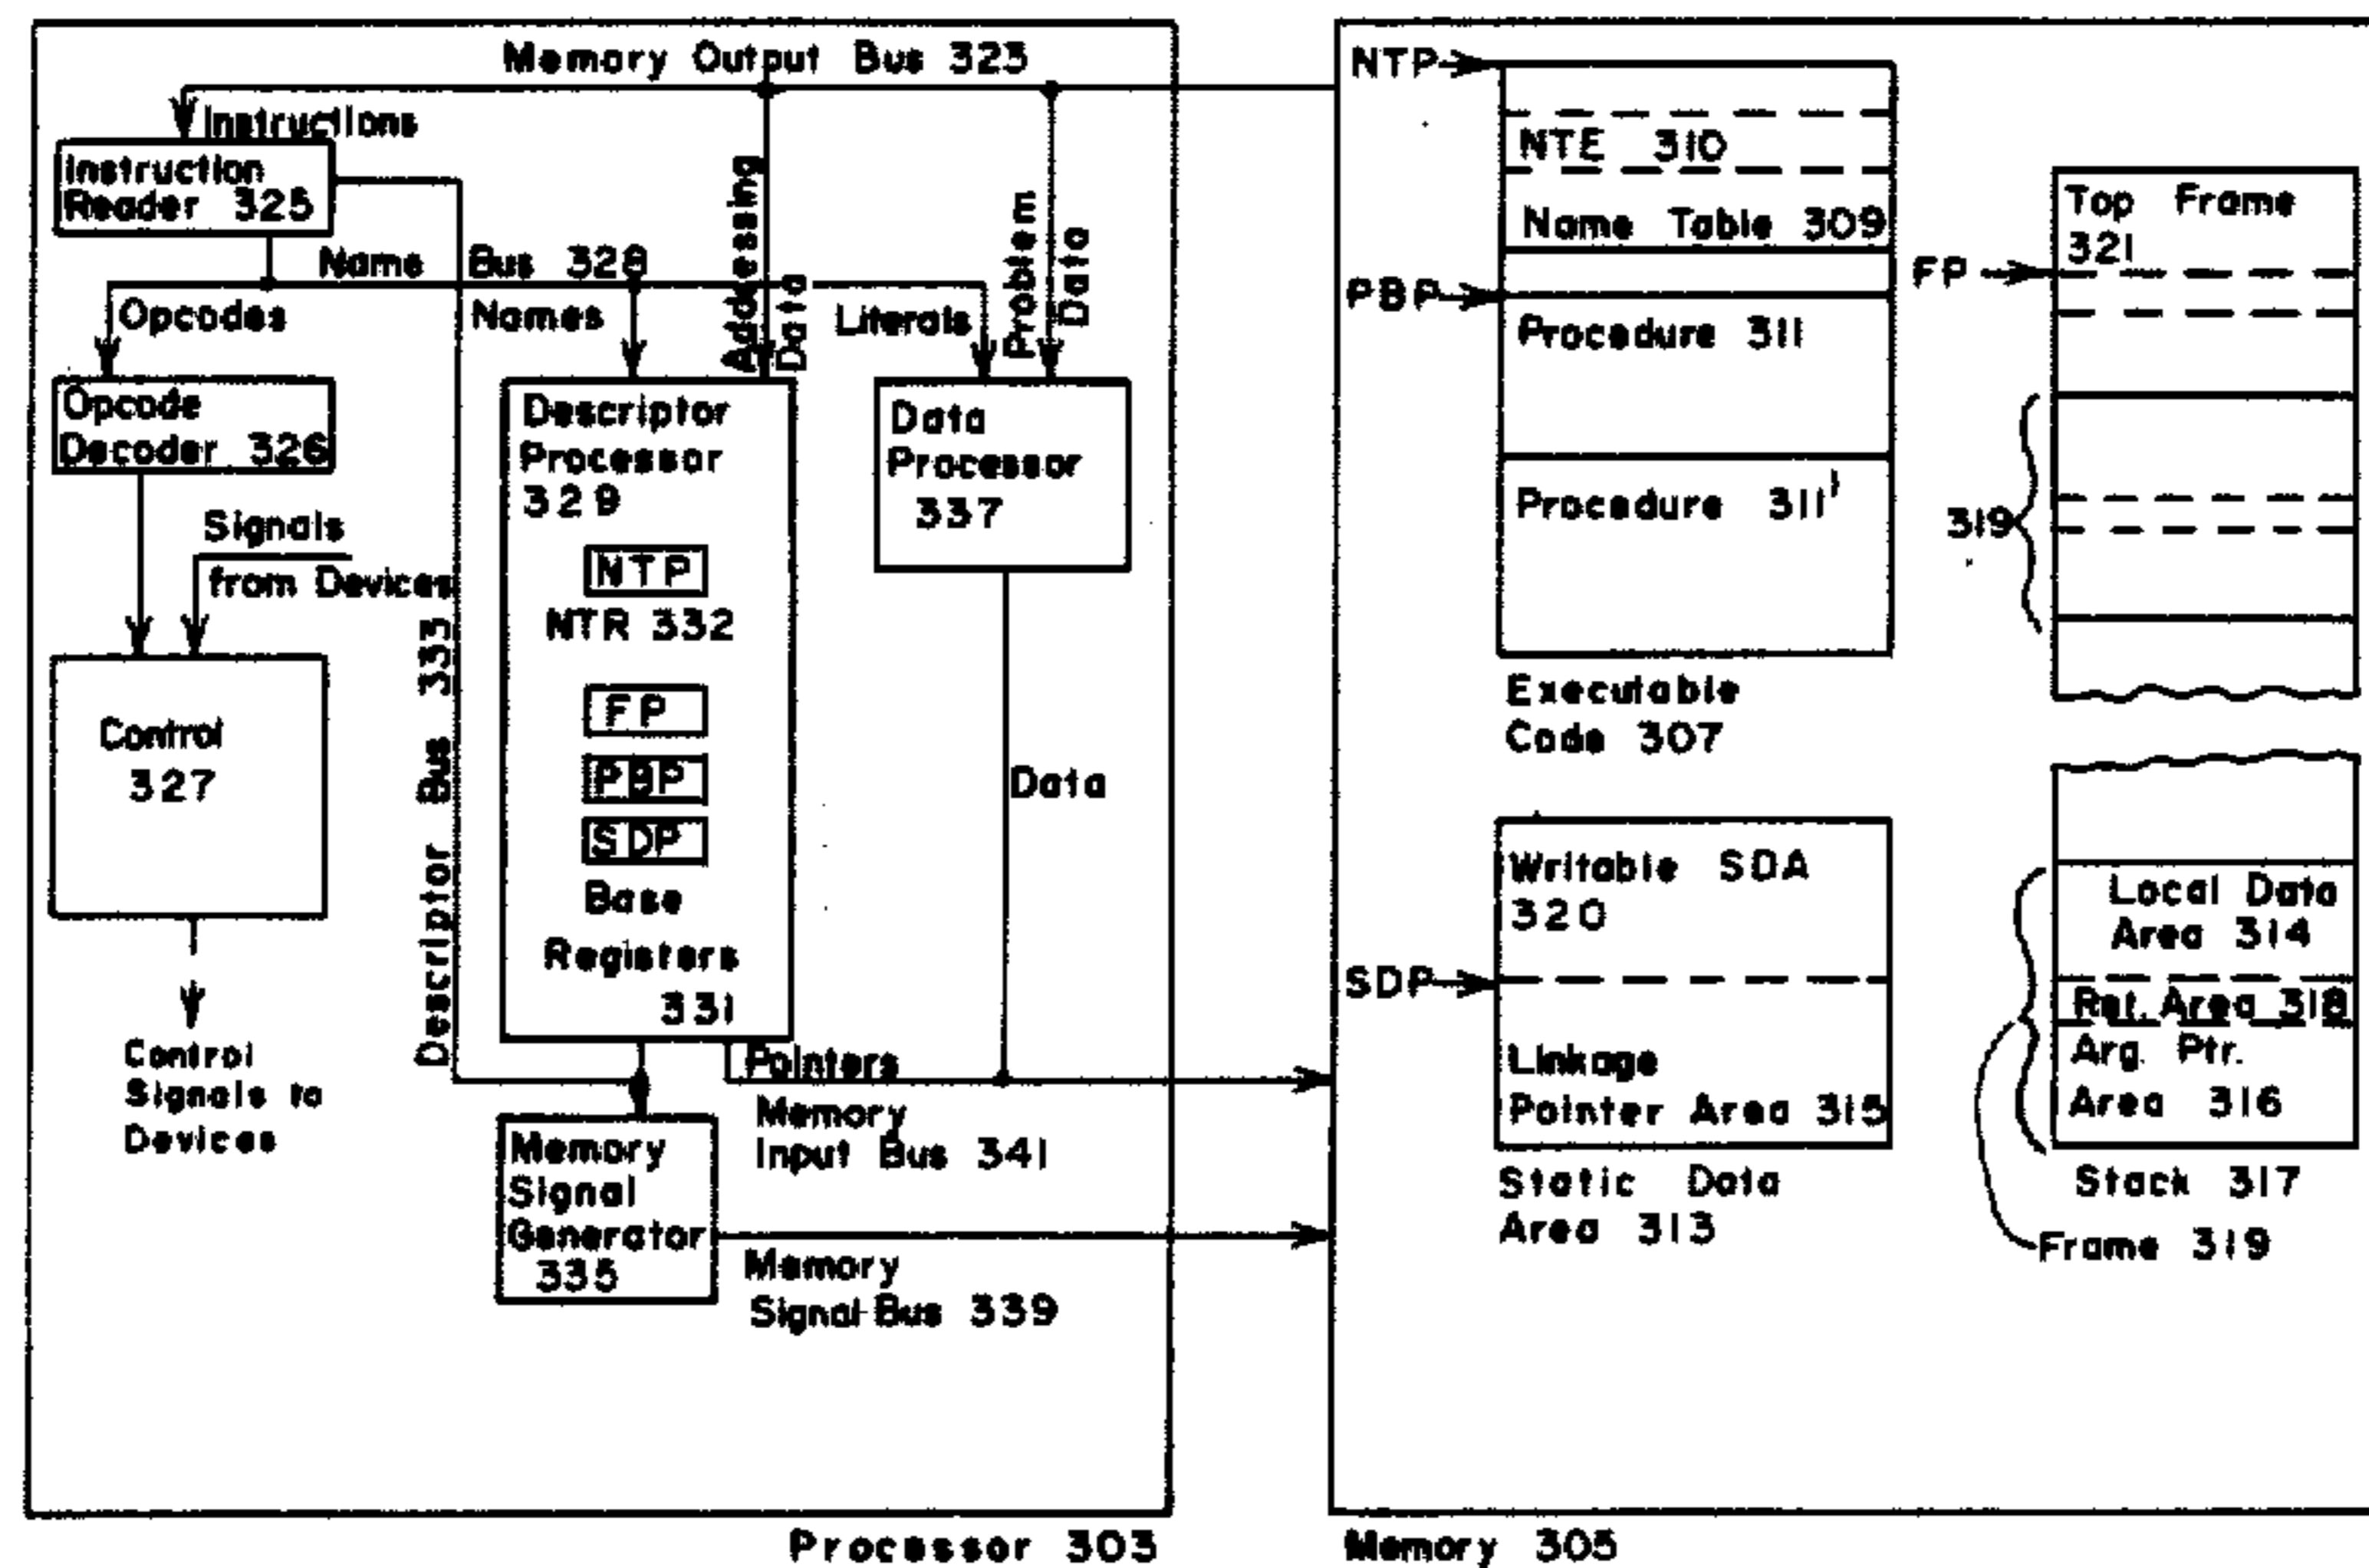 Memory Output Bus 323
Instructions
Instruction
Reader 325
Name Bus 328
Opcodes
Names
Addressing
Data
Literals
Problem
Data
Opcode
Decoder 326
Signals
from Devices
Control
327
Control
Signals to
Devices
Descriptor Bus 333
Descriptor
Processor
329
NTP
NTR 332
FP
PBP
SDP
Base
Registers
331
Data
Processor
337
Data
Pointers
Memory
Input Bus 341
Memory
Signal
Generator
335
Memory
Signal Bus 339
Processor 303
NTP
NTE 310
Name Table 309
PBP
Procedure 311
Procedure 311'
Executable
Code 307
SDP
Writable SDA
320
Linkage
Pointer Area 315
Static Data
Area 313
FP
Top Frame
321
319
Local Data
Area 314
Ret. Area 318
Arg. Ptr.
Area 316
Stack 317
Frame 319
Memory 305